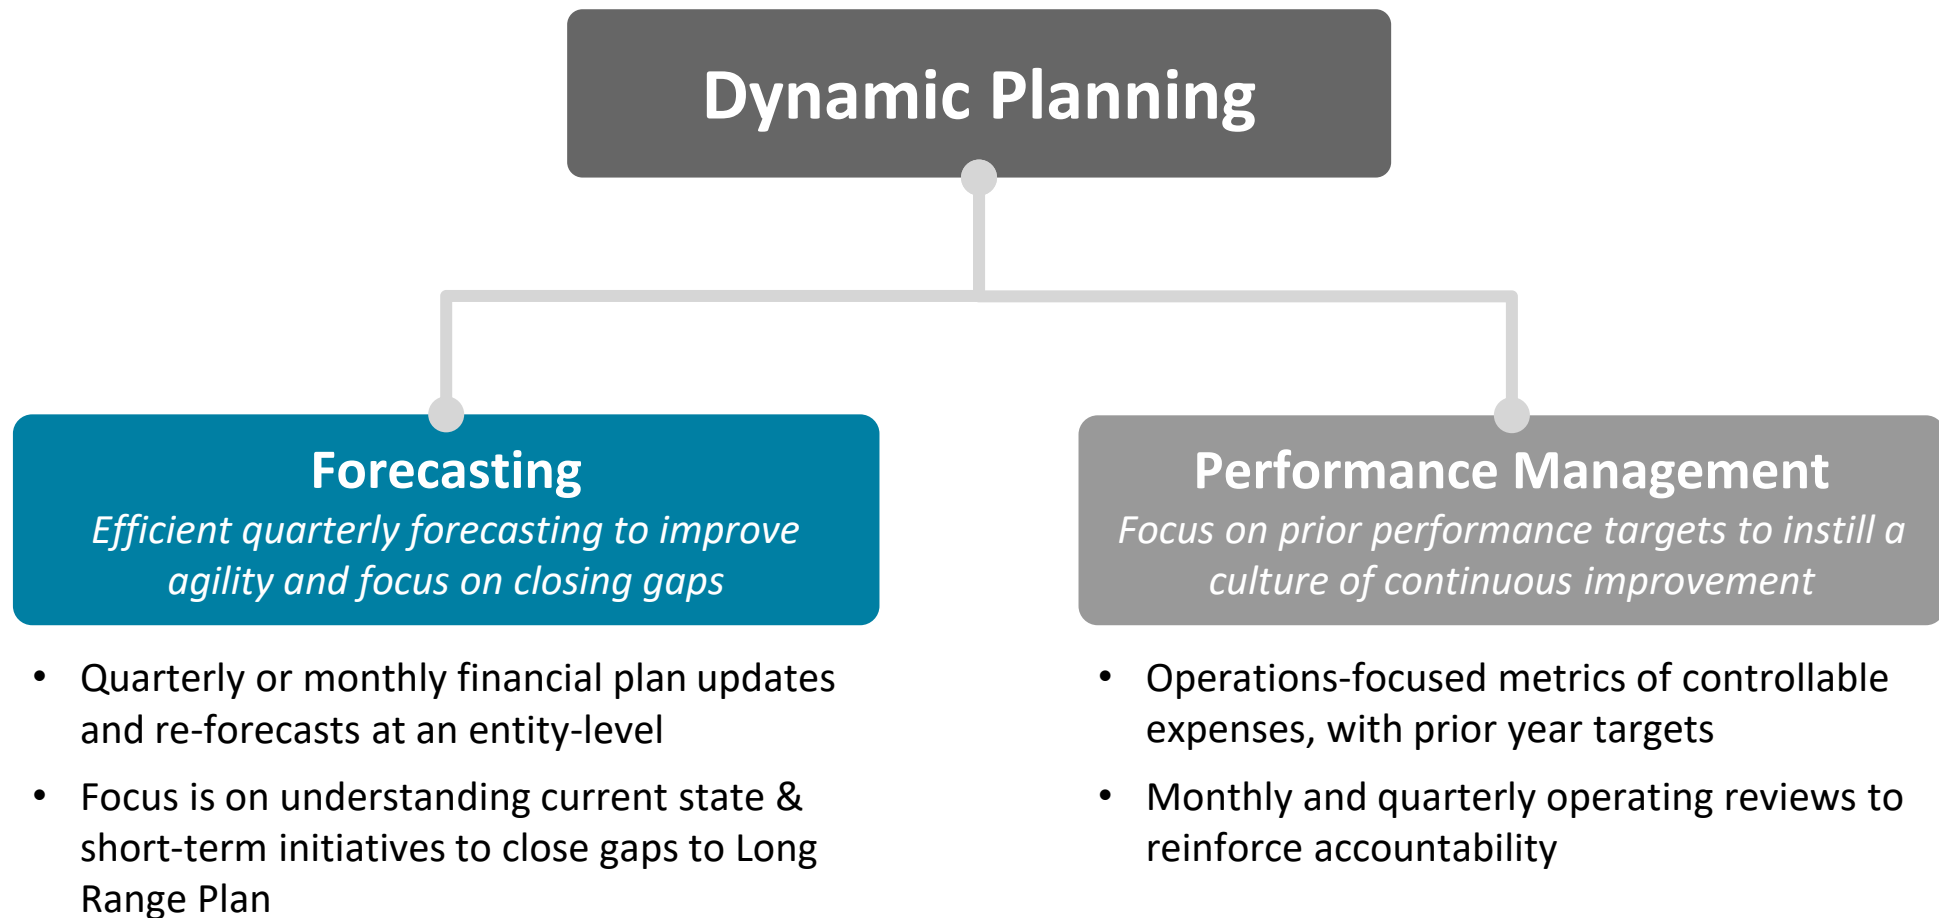 Dynamic Planning
Forecasting
Efficient quarterly forecasting to improve
agility and focus on closing gaps
• Quarterly or monthly financial plan updates
and re-forecasts at an entity-level
• Focus is on understanding current state &
short-term initiatives to close gaps to Long
Range Plan
Performance Management
Focus on prior performance targets to instill a
culture of continuous improvement
• Operations-focused metrics of controllable
expenses, with prior year targets
• Monthly and quarterly operating reviews to
reinforce accountability